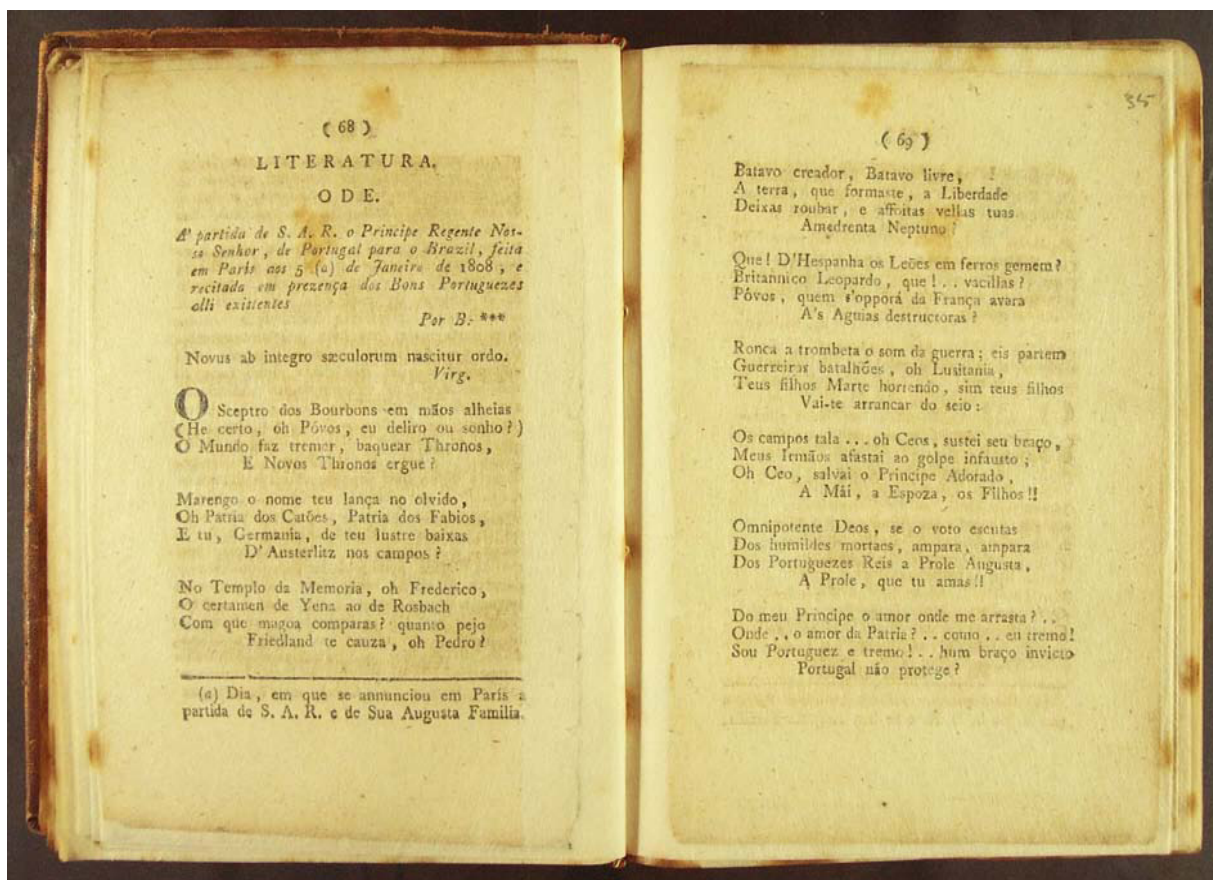 ( 68 )
LITERATURA.
ODE.
A' partida de S. A. R. o Principe Regente Nos-
so Senhor, de Portugal para o Brazil, feita
em Paris aos 5 (a) de Janeiro de 1808, e
recitada em prezença dos Bons Portuguezes
olli existentes
Por B.- ***
Novus ab integro sæculorum nascitur ordo.
Virg.
O Sceptro dos Bourbons em mãos alheias
(He certo, oh Póvos, eu deliro ou sonho?)
O Mundo faz tremer, baquear Thronos,
E Novos Thronos ergue?
Marengo o nome teu lança no olvido,
Oh Patria dos Catões, Patria dos Fabios,
E tu, Germania, de teu lustre baixas
D'Austerlitz nos campos?
No Templo da Memoria, oh Frederico,
O certamen de Yena ao de Rosbach
Com que magoa comparas? quanto pejo
Friedland te cauza, oh Pedro?
(a) Dia, em que se annunciou em París a
partida de S. A. R. e de Sua Augusta Familia.
35
( 69 )
Batavo creador, Batavo livre,
A terra, que formaste, a Liberdade
Deixas roubar, e affoitas vellas tuas
Amedrenta Neptuno?
Que! D'Hespanha os Leões em ferros gemem?
Britannico Leopardo, que!.. vacillas?
Póvos, quem s'opporá da França avara
A's Aguias destructoras?
Ronca a trombeta o som da guerra; eis partem
Guerreiros batalhões, oh Lusitania,
Teus filhos Marte horrendo, sim teus filhos
Vai-te arrancar do seio:
Os campos tala ... oh Ceos, sustei seu braço,
Meus Irmãos afastai ao golpe infausto;
Oh Ceo, salvai o Principe Adorado,
A Mái, a Espoza, os Filhos!!
Omnipotente Deos, se o voto escutas
Dos humildes mortaes, ampara, ampara
Dos Portuguezes Reis a Prole Augusta,
A Prole, que tu amas!!
Do meu Principe o amor onde me arrasta?..
Onde .. o amor da Patria? .. como .. eu tremo!
Sou Portuguez e tremo!.. hum braço invicto
Portugal não protege?